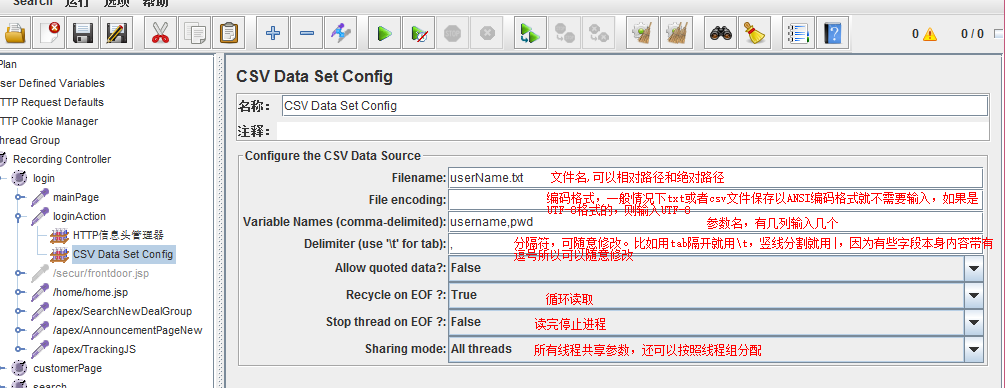 Search 运行 选项 帮助
0
0 / 0
Plan
ser Defined Variables
TTP Request Defaults
TTP Cookie Manager
hread Group
Recording Controller
login
mainPage
loginAction
HTTP信息头管理器
CSV Data Set Config
/secur/frontdoor.jsp
/home/home.jsp
/apex/SearchNewDealGroup
/apex/AnnouncementPageNew
/apex/TrackingJS
customerPage
search
CSV Data Set Config
名称: CSV Data Set Config
注释:
Configure the CSV Data Source
Filename: userName.txt 文件名,可以相对路径和绝对路径
File encoding: 编码格式，一般情况下txt或者csv文件保存以ANSI编码格式就不需要输入，如果是
UTF-8格式的，则输入UTF-8
Variable Names (comma-delimited): username,pwd 参数名，有几列输入几个
Delimiter (use '\t' for tab): , 分隔符，可随意修改。比如用tab隔开就用\t，竖线分割就用|，因为有些字段本身内容带有
逗号所以可以随意修改
Allow quoted data?: False
Recycle on EOF ?: True 循环读取
Stop thread on EOF ?: False 读完停止进程
Sharing mode: All threads 所有线程共享参数，还可以按照线程组分配